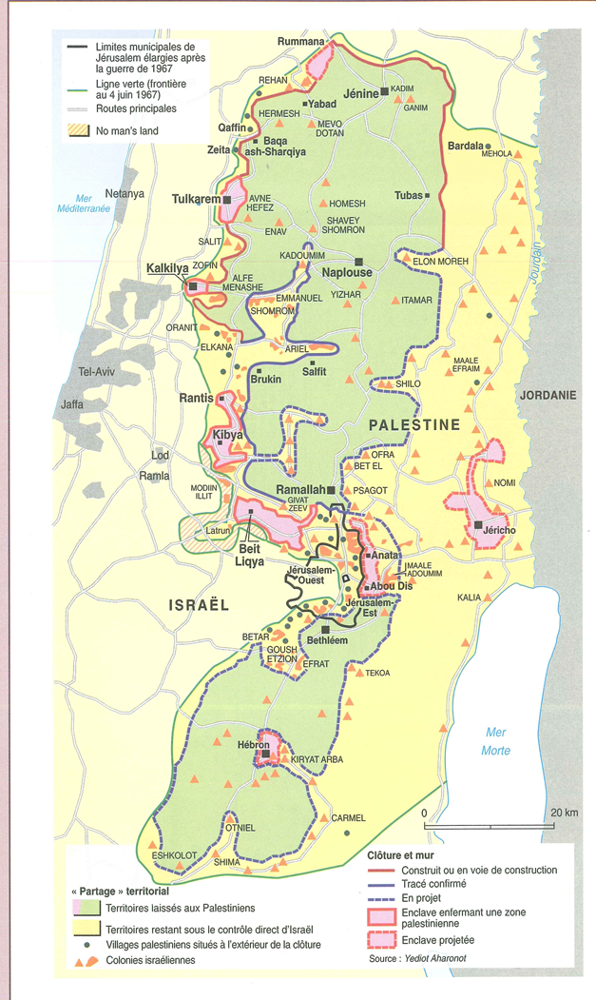 Limites municipales de
Jérusalem élargies après
la guerre de 1967
Ligne verte (frontière
au 4 juin 1967)
Routes principales
No man's land
Rummana
REHAN
KADIM
Jénine
GANIM
Yabad
HERMESH
Qaffin
MEVO
DOTAN
Baqa
ash-Sharqiya
Zeita
Bardala
MEHOLA
Netanya
Mer
Méditerranée
Tulkarem
AVNE
HEFEZ
HOMESH
Tubas
ENAV
SHAVEY
SHOMRON
SALIT
Jourdain
KADOUMIM
ELON MOREH
ZOFIN
Kalkilya
Naplouse
ALFE
MENASHE
EMMANUEL
YIZHAR
ITAMAR
SHOMROM
ORANIT
ELKANA
ARIEL
Tel-Aviv
Salfit
MAALE
EFRAIM
Brukin
SHILO
Jaffa
JORDANIE
Rantis
PALESTINE
Kibya
Lod
OFRA
Ramla
BET EL
NOMI
MODIIN
ILLIT
Ramallah
PSAGOT
GIVAT
ZEEV
Latrun
Jéricho
Beit
Liqya
Anata
Jérusalem-
Ouest
MAALE
ADOUMIM
Abou Dis
ISRAËL
Jérusalem-
Est
KALIA
BETAR
Bethléem
GOUSH
ETZION
EFRAT
TEKOA
Mer
Morte
Hébron
KIRYAT ARBA
0
20 km
OTNIEL
CARMEL
ESHKOLOT
SHIMA
« Partage » territorial
Territoires laissés aux Palestiniens
Territoires restant sous le contrôle direct d'Israël
Villages palestiniens situés à l'extérieur de la clôture
Colonies israéliennes
Clôture et mur
Construit ou en voie de construction
Tracé confirmé
En projet
Enclave enfermant une zone
palestinienne
Enclave projetée
Source : Yediot Aharonot